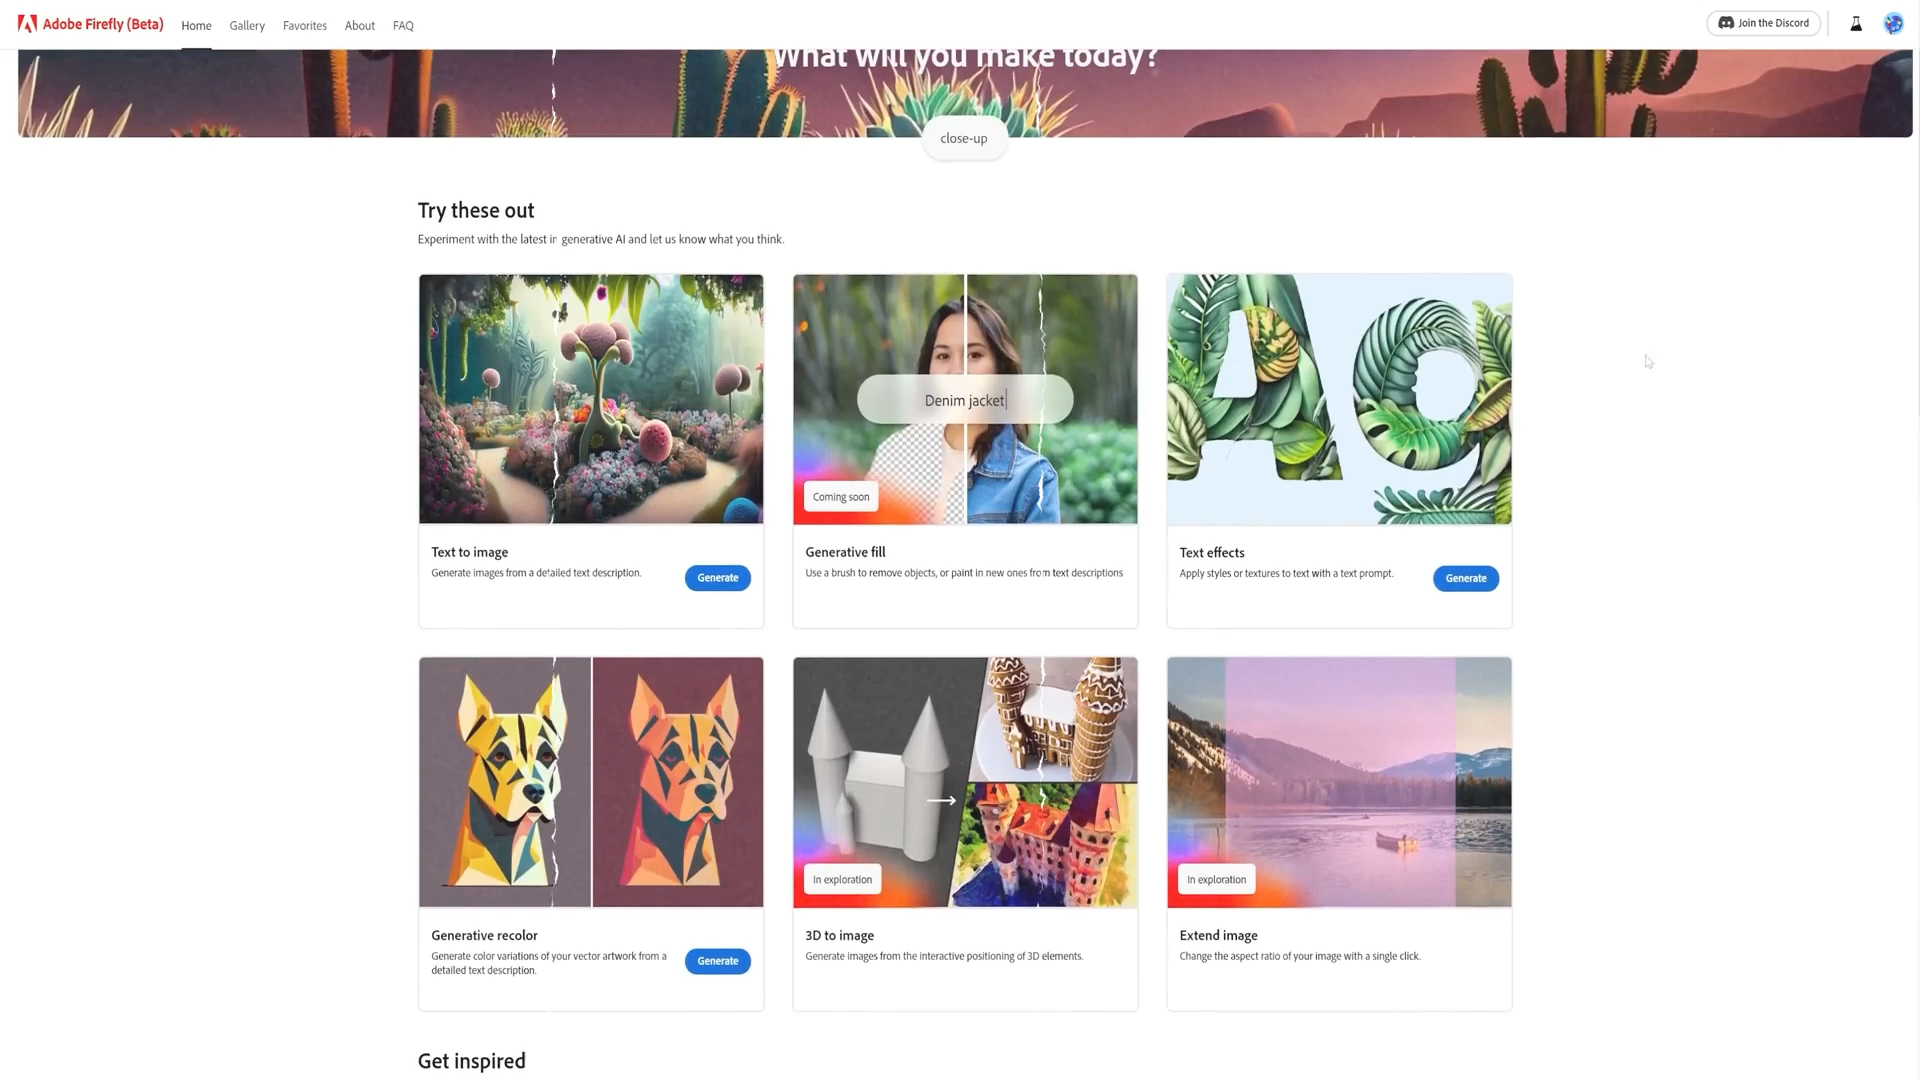 Adobe Firefly (Beta) Home Gallery Favorites About FAQ Join the Discord
What will you make today?
close-up
Try these out
Experiment with the latest in generative AI and let us know what you think.
Denim jacket
Coming soon
Text to image
Generate images from a detailed text description.
Generate
Generative fill
Use a brush to remove objects, or paint in new ones from text descriptions
Ag
Text effects
Apply styles or textures to text with a text prompt.
Generate
Generative recolor
Generate color variations of your vector artwork from a
detailed text description.
Generate
In exploration
3D to image
Generate images from the interactive positioning of 3D elements.
In exploration
Extend image
Change the aspect ratio of your image with a single click.
Get inspired